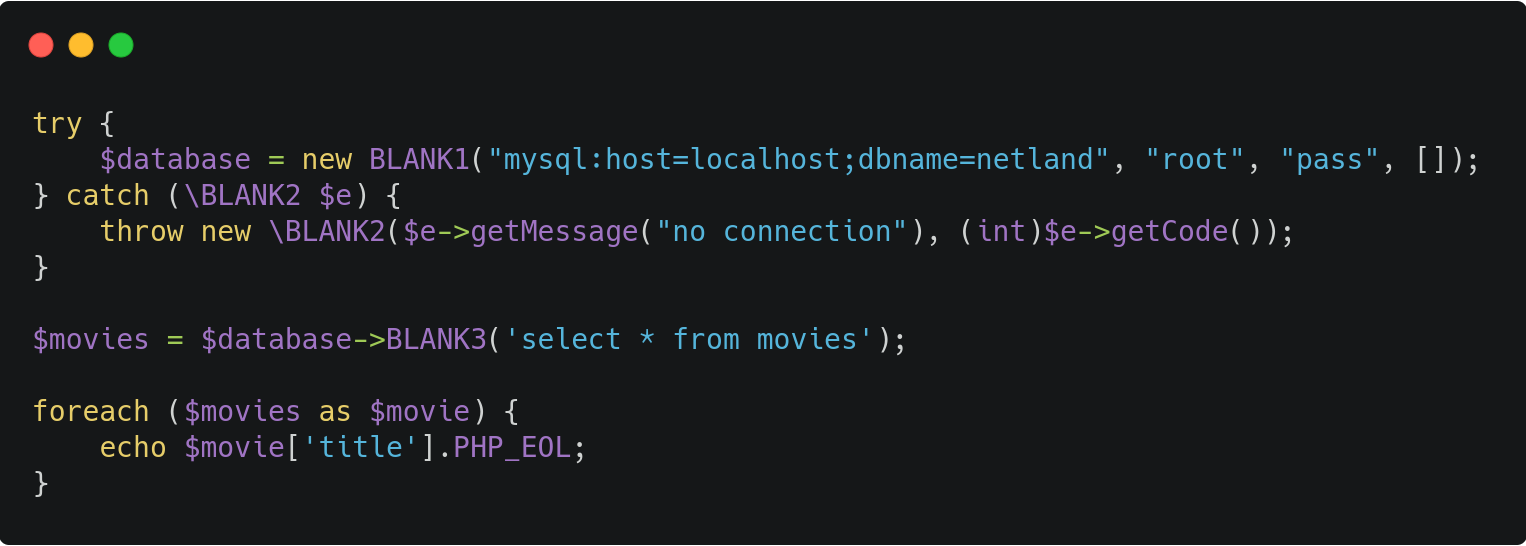 try {
    $database = new BLANK1("mysql:host=localhost;dbname=netland", "root", "pass", []);
} catch (\BLANK2 $e) {
    throw new \BLANK2($e->getMessage("no connection"), (int)$e->getCode());
}
$movies = $database->BLANK3('select * from movies');
foreach ($movies as $movie) {
    echo $movie['title'].PHP_EOL;
}